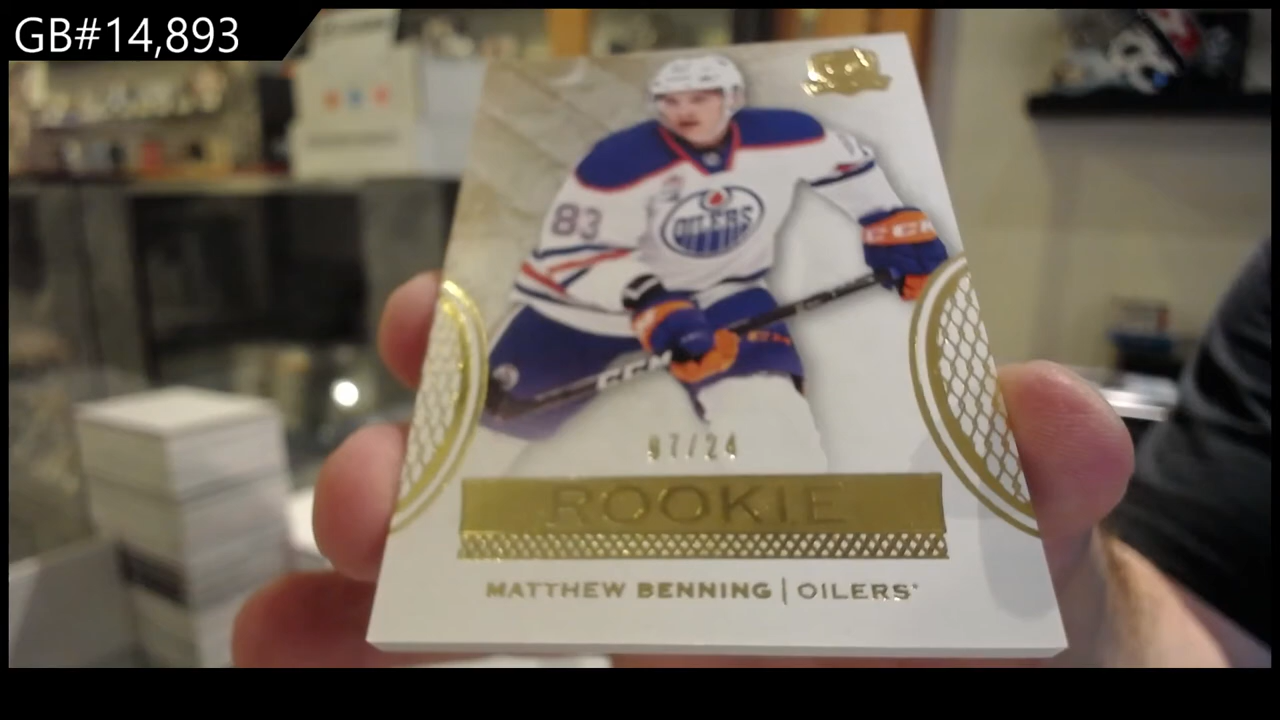 GB#14,893
83
OILERS
CCM
CCM
07/24
ROOKIE
MATTHEW BENNING | OILERS'